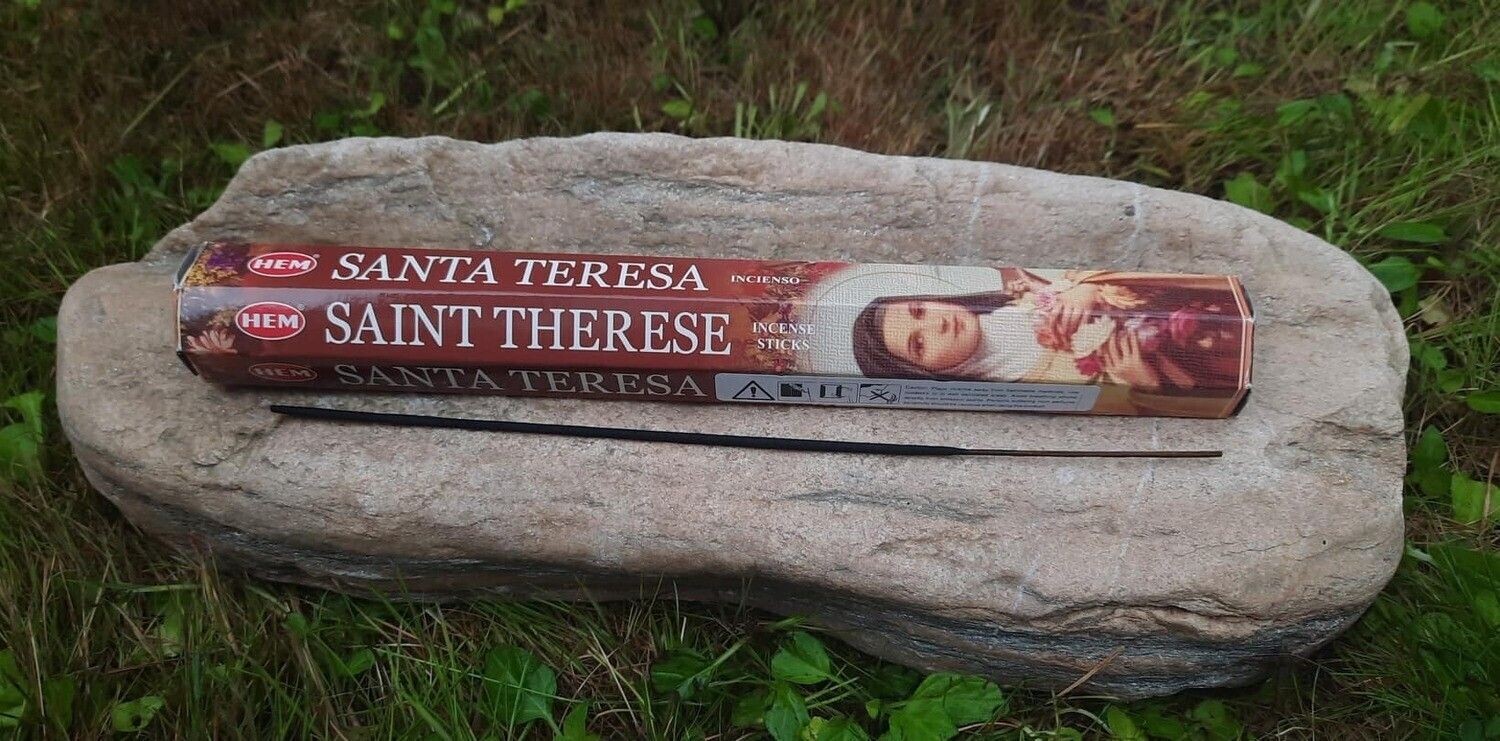 HEM SANTA TERESA INCIENSO
HEM SAINT THERESE INCENSE
STICKS
HEM SANTA TERESA